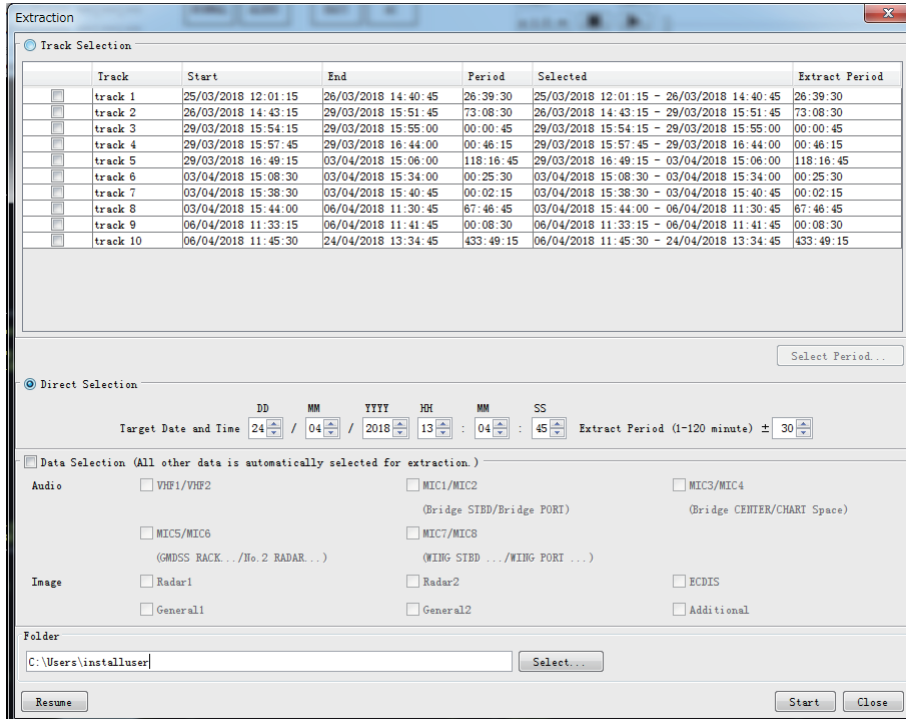 Extraction
Track Selection
Track Start End Period Selected Extract Period
track 1 25/03/2018 12:01:15 26/03/2018 14:40:45 26:39:30 25/03/2018 12:01:15 - 26/03/2018 14:40:45 26:39:30
track 2 26/03/2018 14:43:15 29/03/2018 15:51:45 73:08:30 26/03/2018 14:43:15 - 29/03/2018 15:51:45 73:08:30
track 3 29/03/2018 15:54:15 29/03/2018 15:55:00 00:00:45 29/03/2018 15:54:15 - 29/03/2018 15:55:00 00:00:45
track 4 29/03/2018 15:57:45 29/03/2018 16:44:00 00:46:15 29/03/2018 15:57:45 - 29/03/2018 16:44:00 00:46:15
track 5 29/03/2018 16:49:15 03/04/2018 15:06:00 118:16:45 29/03/2018 16:49:15 - 03/04/2018 15:06:00 118:16:45
track 6 03/04/2018 15:08:30 03/04/2018 15:34:00 00:25:30 03/04/2018 15:08:30 - 03/04/2018 15:34:00 00:25:30
track 7 03/04/2018 15:38:30 03/04/2018 15:40:45 00:02:15 03/04/2018 15:38:30 - 03/04/2018 15:40:45 00:02:15
track 8 03/04/2018 15:44:00 06/04/2018 11:30:45 67:46:45 03/04/2018 15:44:00 - 06/04/2018 11:30:45 67:46:45
track 9 06/04/2018 11:33:15 06/04/2018 11:41:45 00:08:30 06/04/2018 11:33:15 - 06/04/2018 11:41:45 00:08:30
track 10 06/04/2018 11:45:30 24/04/2018 13:34:45 433:49:15 06/04/2018 11:45:30 - 24/04/2018 13:34:45 433:49:15
Select Period...
Direct Selection
DD MM YYYY HH MM SS
Target Date and Time 24 / 04 / 2018 13 : 04 : 45 Extract Period (1-120 minute) ± 30
Data Selection (All other data is automatically selected for extraction.)
Audio VHF1/VHF2 MIC1/MIC2 MIC3/MIC4
(Bridge STBD/Bridge PORT) (Bridge CENTER/CHART Space)
MIC5/MIC6 MIC7/MIC8
(GMDSS RACK.../No.2 RADAR...) (WING STBD .../WING PORT ...)
Image Radar1 Radar2 ECDIS
General1 General2 Additional
Folder
C:\Users\installuser Select...
Resume Start Close